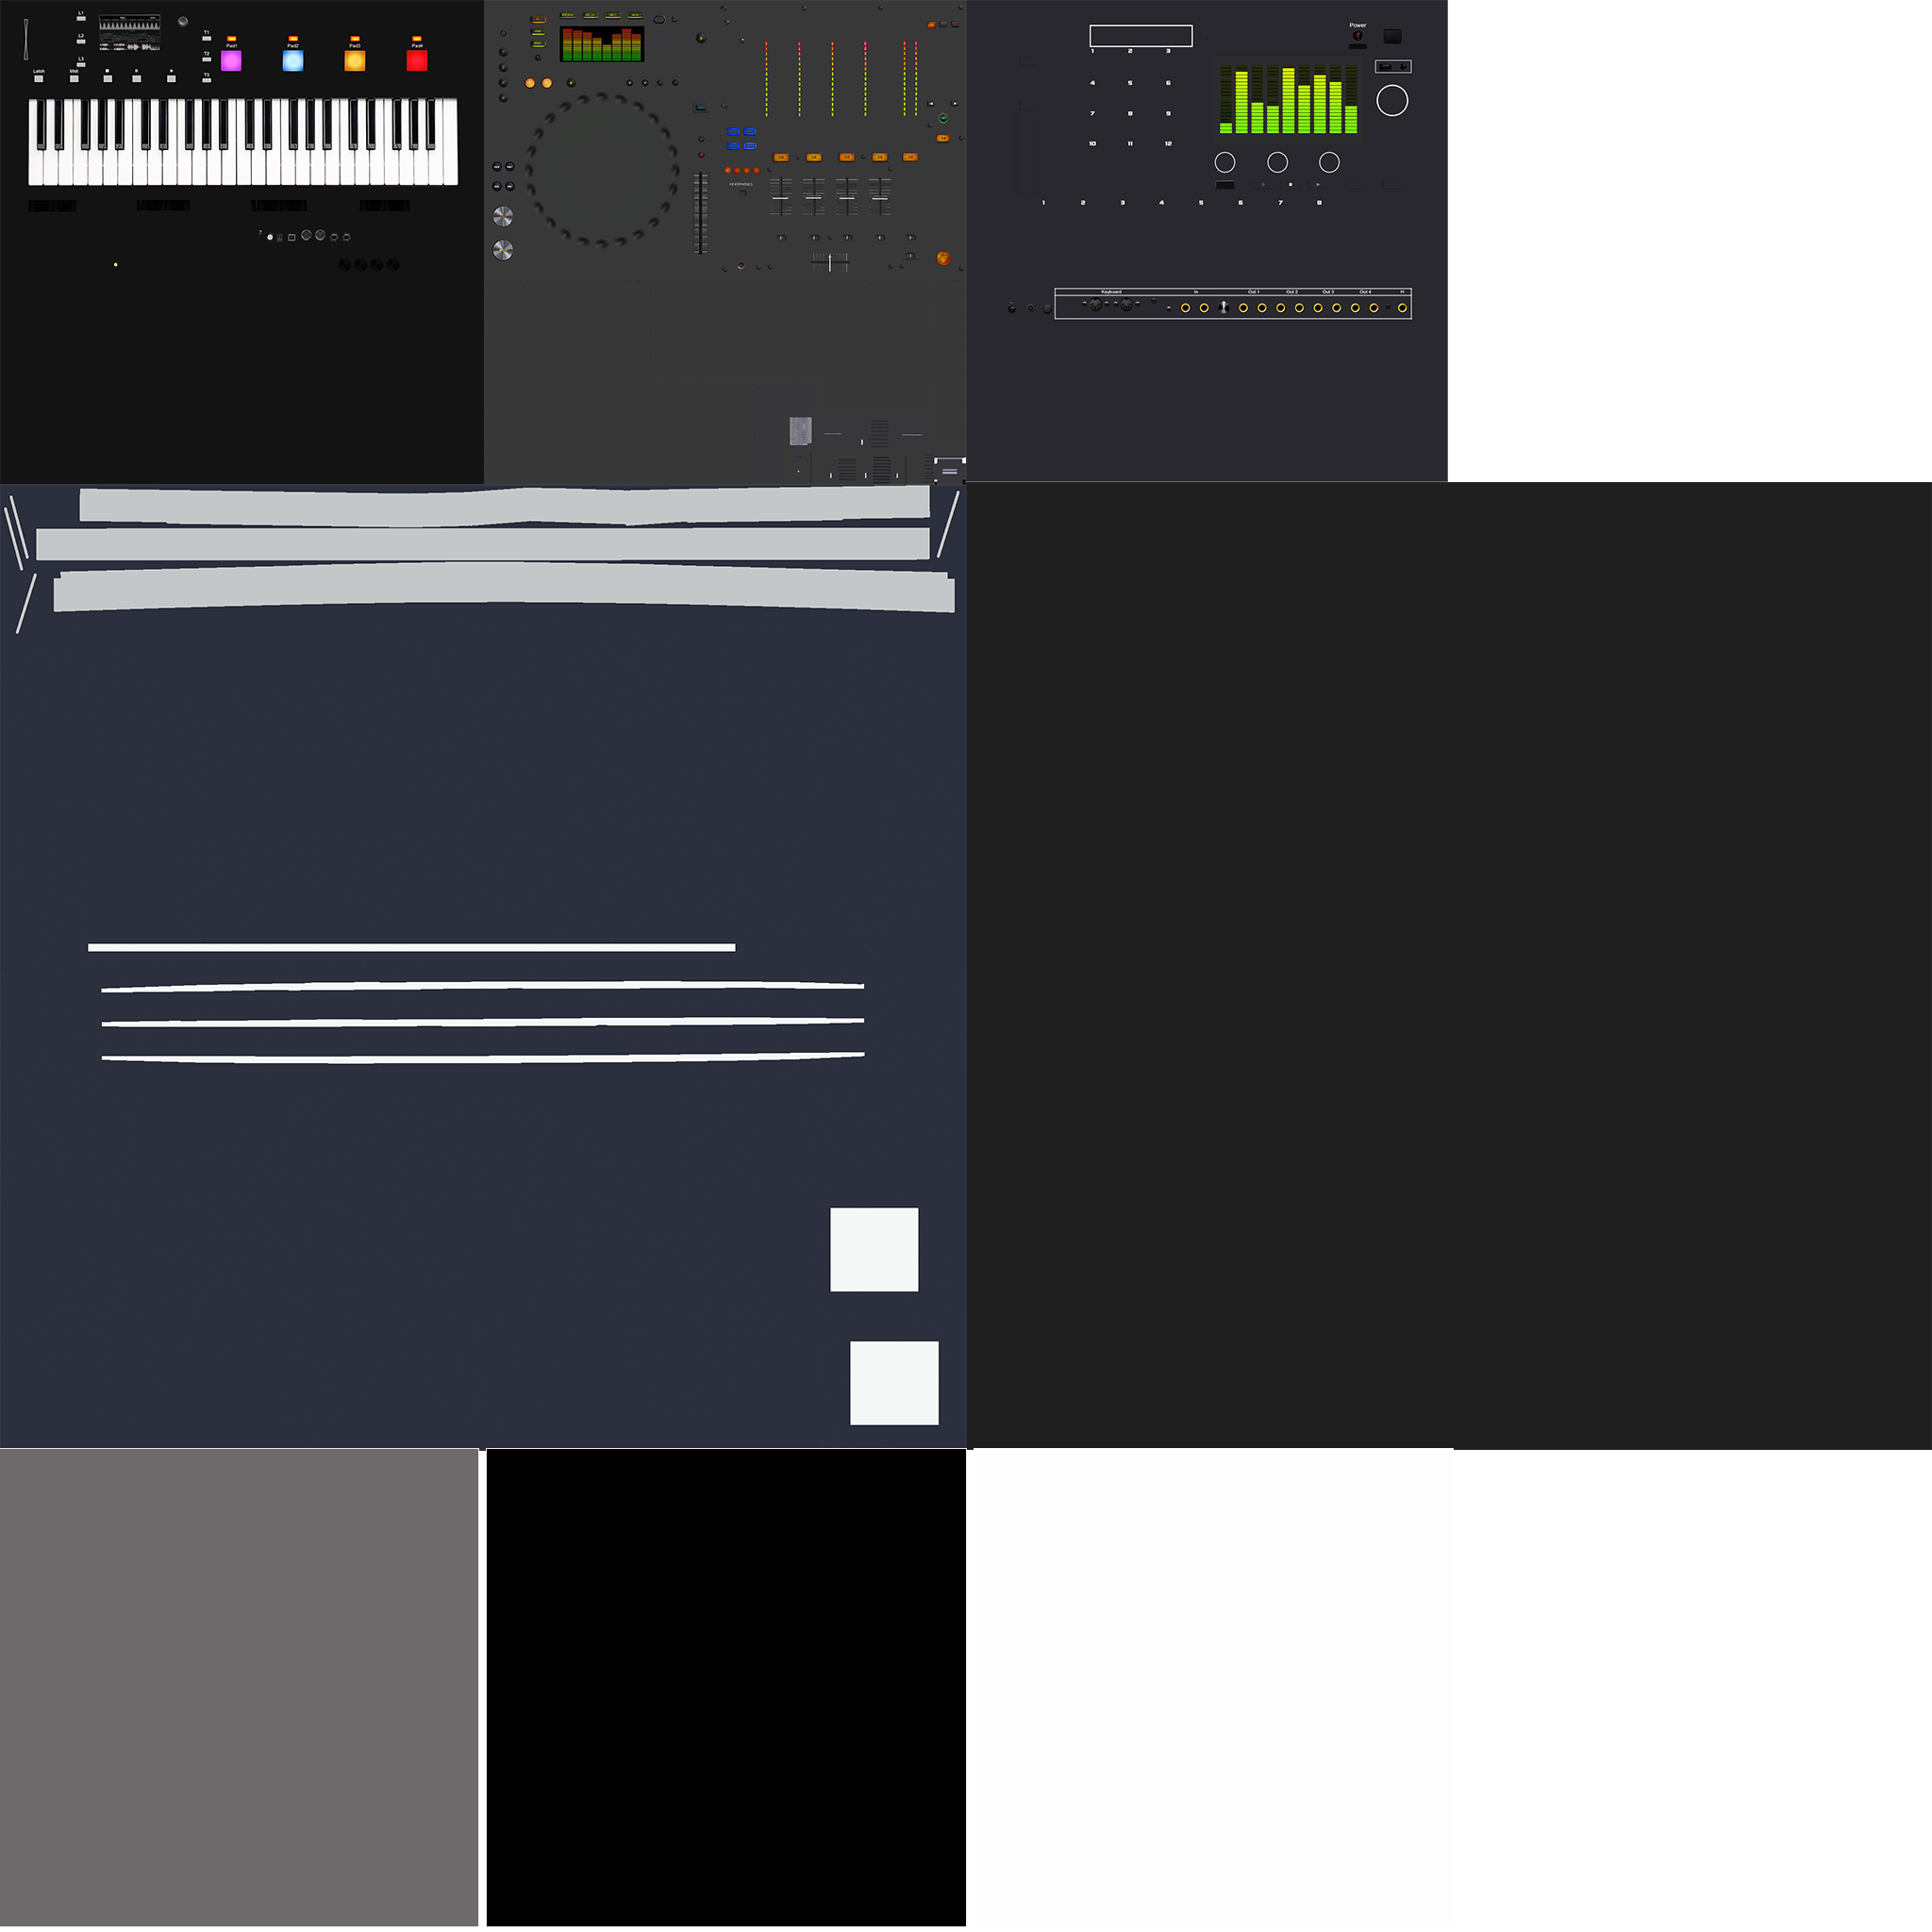 L1
L2
L3
T1
T2
T3
Pad1
Pad2
Pad3
Pad4
Latch
Midi
HEADPHONES
Power
1 2 3
4 5 6
7 8 9
10 11 12
1 2 3 4 5 6 7 8
Keyboard In Out 1 Out 2 Out 3 Out 4 H